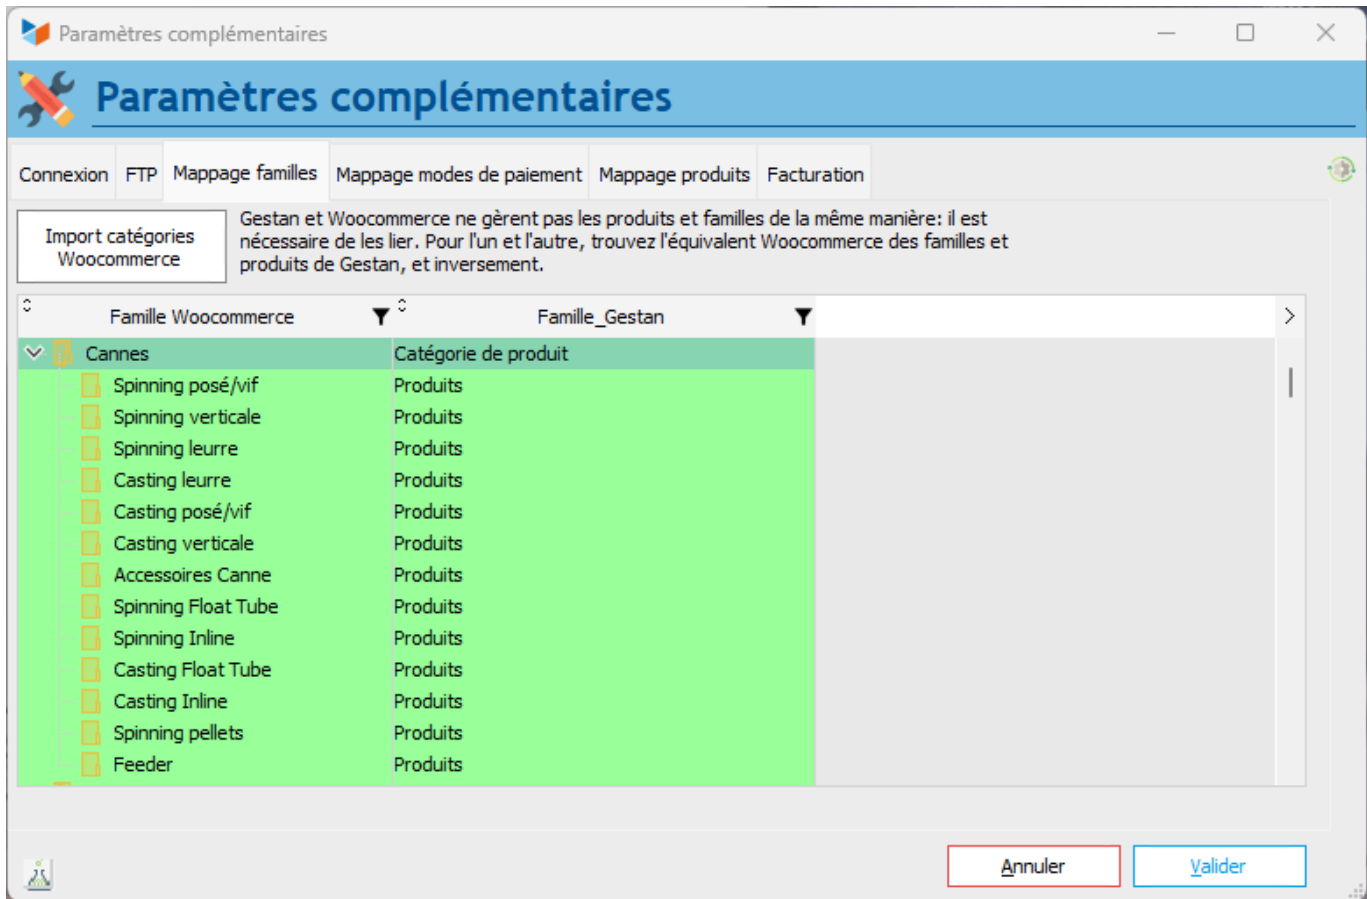 Paramètres complémentaires
Paramètres complémentaires
Connexion FTP Mappage familles Mappage modes de paiement Mappage produits Facturation
Import catégories
Woocommerce
Gestan et Woocommerce ne gèrent pas les produits et familles de la même manière: il est
nécessaire de les lier. Pour l'un et l'autre, trouvez l'équivalent Woocommerce des familles et
produits de Gestan, et inversement.
Famille Woocommerce Famille_Gestan
Cannes Catégorie de produit
Spinning posé/vif Produits
Spinning verticale Produits
Spinning leurre Produits
Casting leurre Produits
Casting posé/vif Produits
Casting verticale Produits
Accessoires Canne Produits
Spinning Float Tube Produits
Spinning Inline Produits
Casting Float Tube Produits
Casting Inline Produits
Spinning pellets Produits
Feeder Produits
Annuler Valider